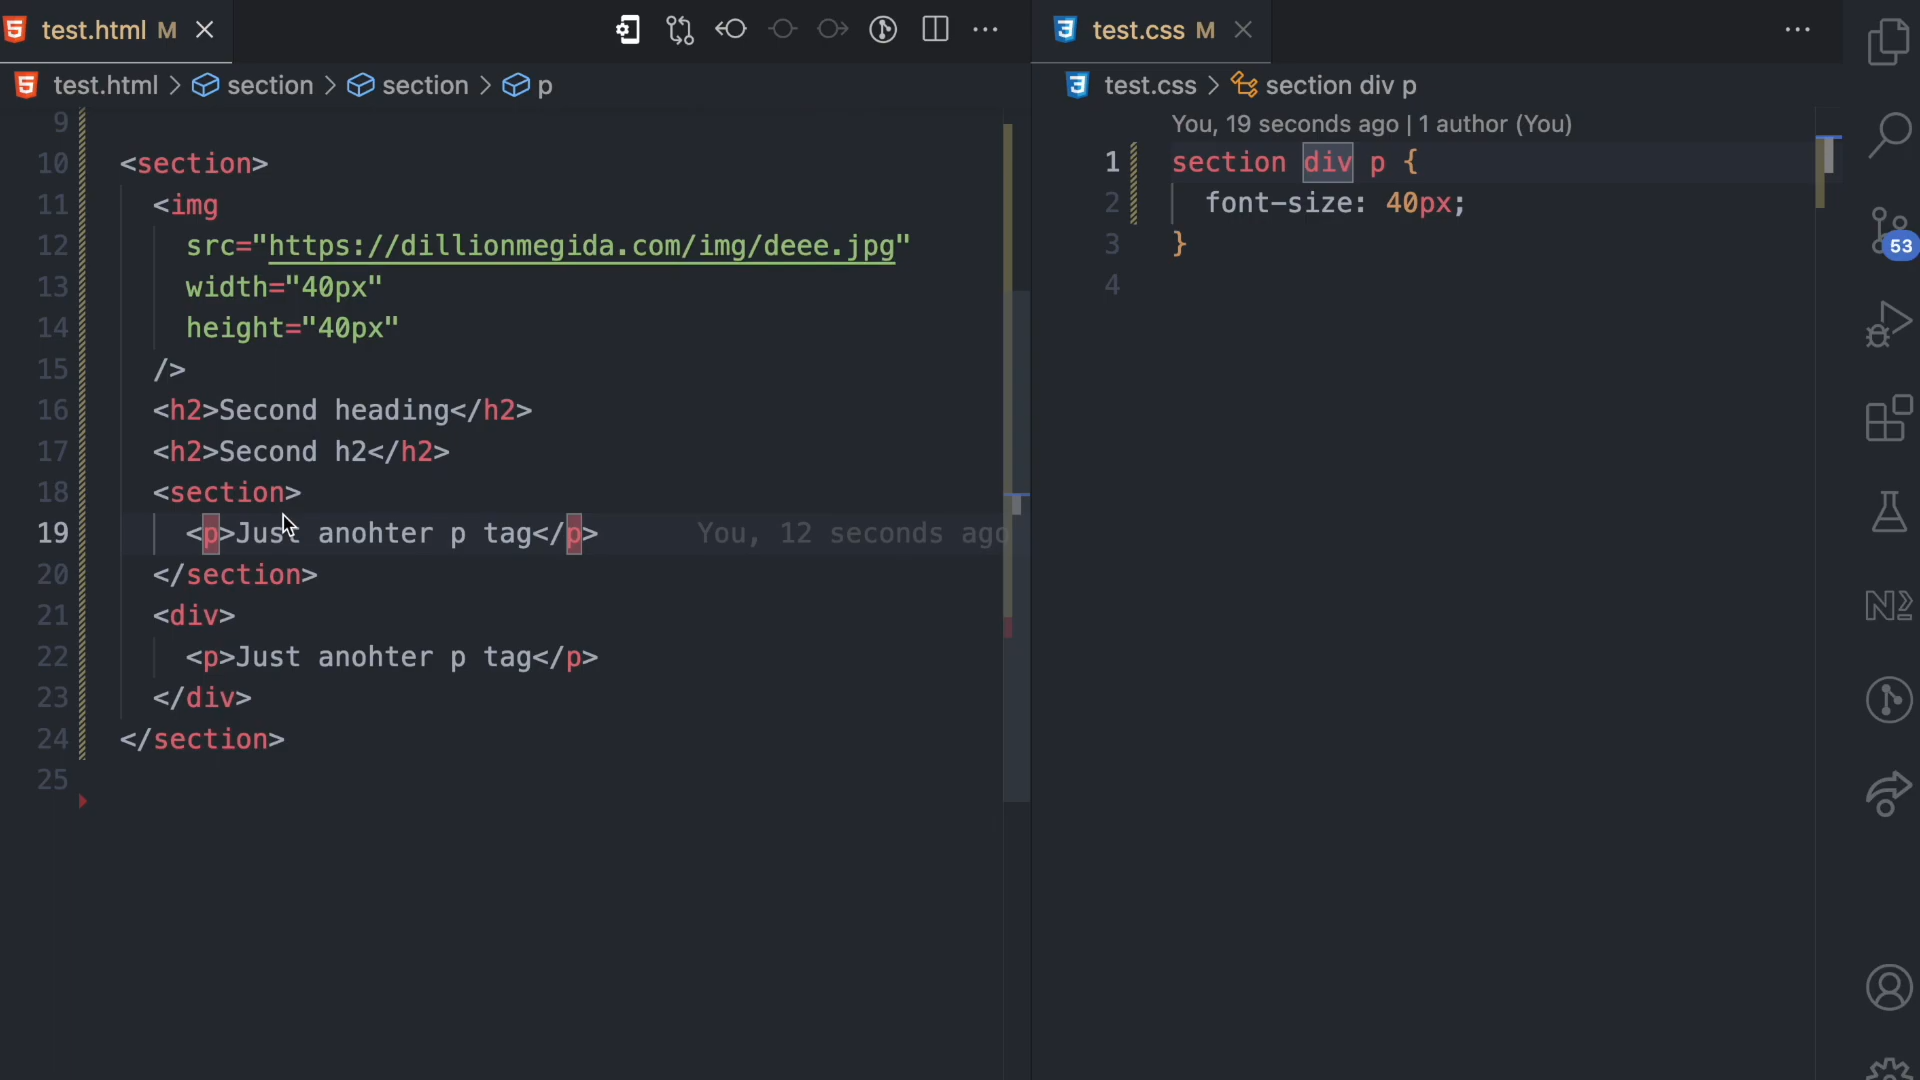 test.html M
test.html > section > section > p
9
10 <section>
11 <img
12 src="https://dillionmegida.com/img/deee.jpg"
13 width="40px"
14 height="40px"
15 />
16 <h2>Second heading</h2>
17 <h2>Second h2</h2>
18 <section>
19 <p>Just anohter p tag</p> You, 12 seconds ago
20 </section>
21 <div>
22 <p>Just anohter p tag</p>
23 </div>
24 </section>
25
test.css M
test.css > section div p
You, 19 seconds ago | 1 author (You)
1 section div p {
2 font-size: 40px;
3 }
4
53